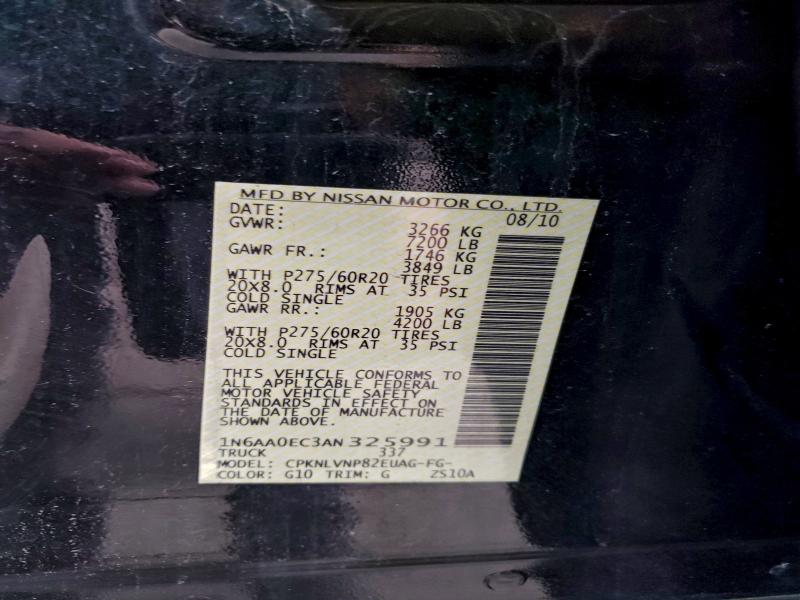 MFD BY NISSAN MOTOR CO., LTD.
DATE: 08/10
GVWR: 3266 KG
7200 LB
GAWR FR.: 1746 KG
3849 LB
WITH P275/60R20 TIRES
20X8.0 RIMS AT 35 PSI
COLD SINGLE
GAWR RR.: 1905 KG
4200 LB
WITH P275/60R20 TIRES
20X8.0 RIMS AT 35 PSI
COLD SINGLE
THIS VEHICLE CONFORMS TO
ALL APPLICABLE FEDERAL
MOTOR VEHICLE SAFETY
STANDARDS IN EFFECT ON
THE DATE OF MANUFACTURE
SHOWN ABOVE.
1N6AA0EC3AN325991
TRUCK 337
MODEL: CPKNLVNP82EUAG-FG-
COLOR: G10 TRIM: G ZS10A